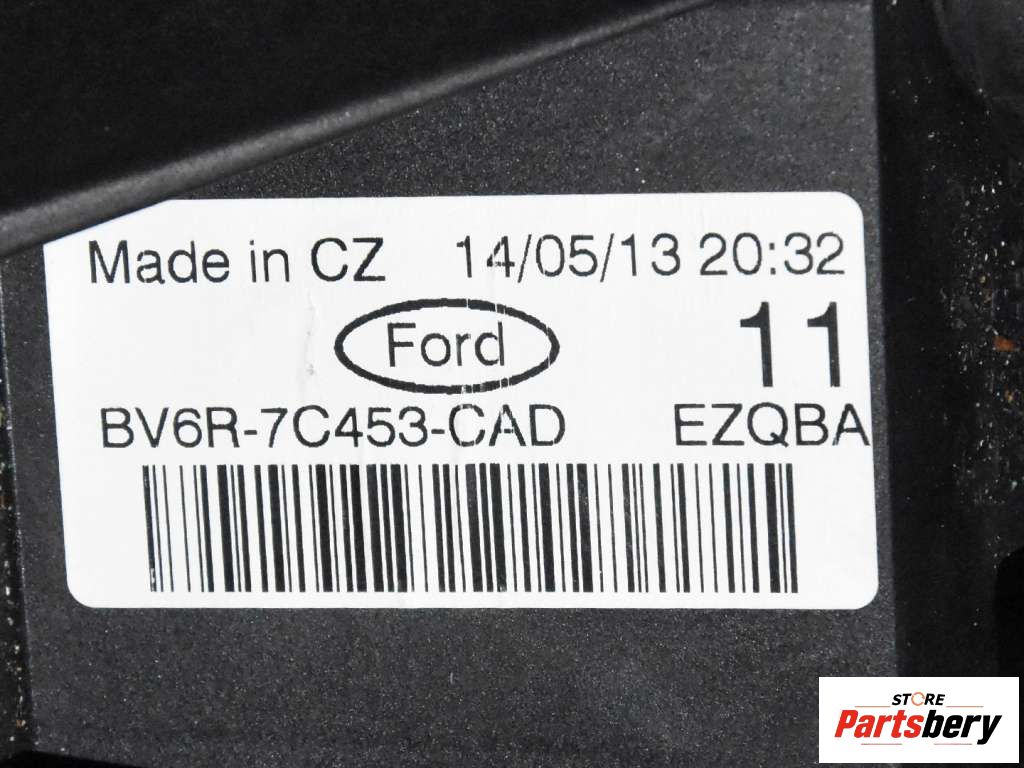 Made in CZ 14/05/13 20:32
Ford 11
BV6R-7C453-CAD EZQBA
STORE
Partsbery